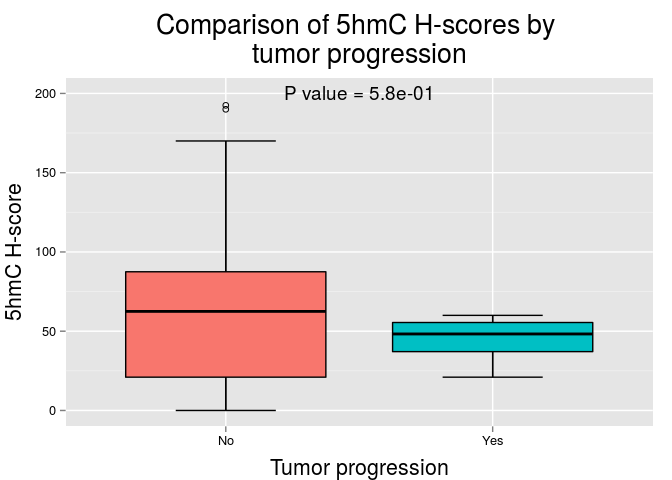 Comparison of 5hmC H-scores by
tumor progression
P value = 5.8e-01
200
150
100
50
0
5hmC H-score
No
Yes
Tumor progression